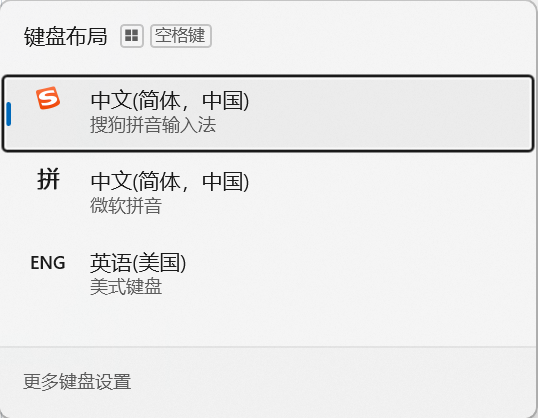 键盘布局 空格键
S 中文(简体，中国)
搜狗拼音输入法
拼 中文(简体，中国)
微软拼音
ENG 英语(美国)
美式键盘
更多键盘设置